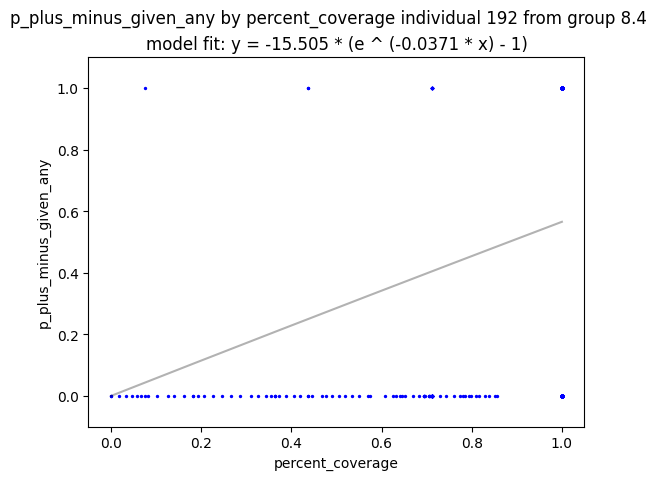 p_plus_minus_given_any by percent_coverage individual 192 from group 8.4
model fit: y = -15.505 * (e ^ (-0.0371 * x) - 1)
1.0
0.8
0.6
0.4
0.2
0.0
p_plus_minus_given_any
0.0 0.2 0.4 0.6 0.8 1.0
percent_coverage